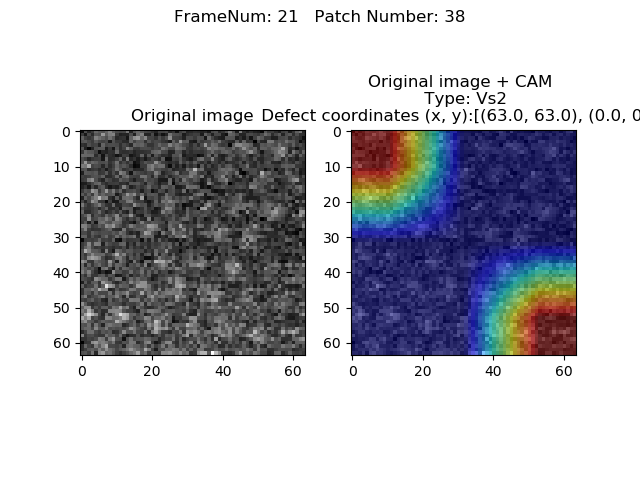 FrameNum: 21   Patch Number: 38
Original image + CAM
Type: Vs2
Original image
Defect coordinates (x, y):[(63.0, 63.0), (0.0, 0
0
10
20
30
40
50
60
0 20 40 60
0
10
20
30
40
50
60
0 20 40 60